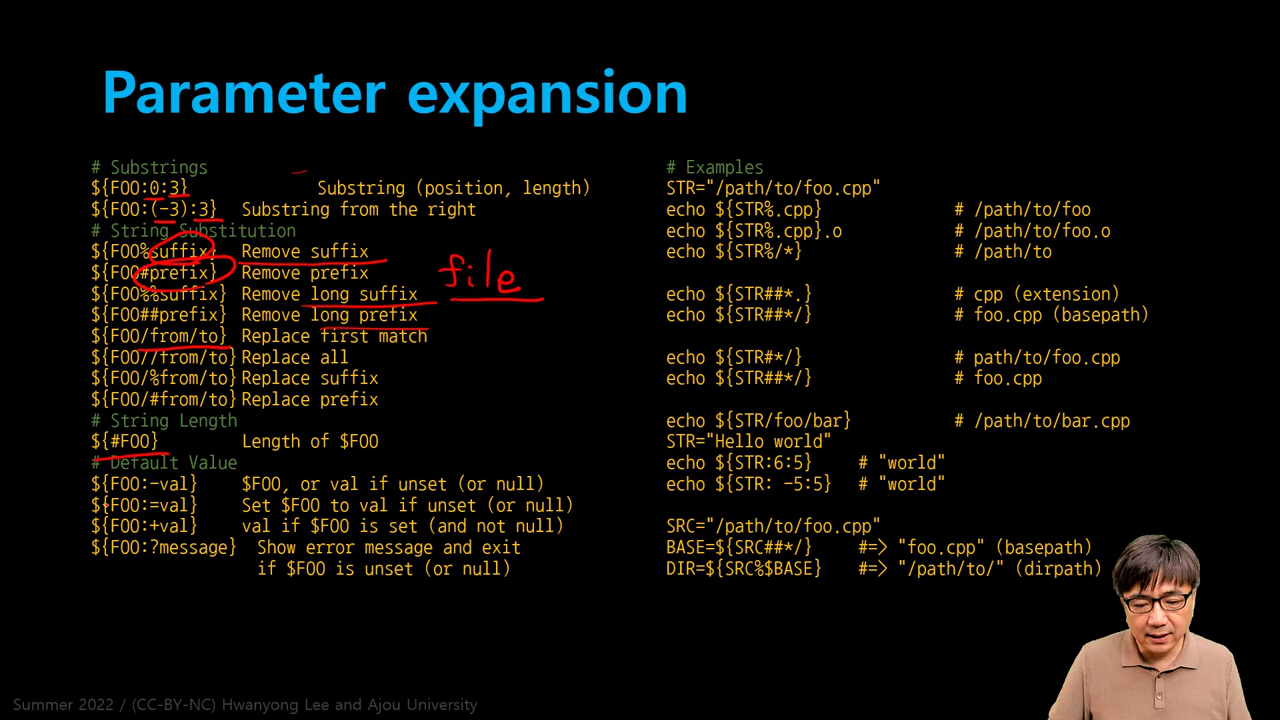 Parameter expansion
# Substrings
${FOO:0:3} Substring (position, length)
${FOO:(-3):3} Substring from the right
# String Substitution
${FOO%suffix} Remove suffix
${FOO#prefix} Remove prefix
file
${FOO%%suffix} Remove long suffix
${FOO##prefix} Remove long prefix
${FOO/from/to} Replace first match
${FOO//from/to} Replace all
${FOO/%from/to} Replace suffix
${FOO/#from/to} Replace prefix
# String Length
${#FOO} Length of $FOO
# Default Value
${FOO:-val} $FOO, or val if unset (or null)
${FOO:=val} Set $FOO to val if unset (or null)
${FOO:+val} val if $FOO is set (and not null)
${FOO:?message} Show error message and exit
if $FOO is unset (or null)
# Examples
STR="/path/to/foo.cpp"
echo ${STR%.cpp} # /path/to/foo
echo ${STR%.cpp}.o # /path/to/foo.o
echo ${STR%/*} # /path/to
echo ${STR##*.} # cpp (extension)
echo ${STR##*/} # foo.cpp (basepath)
echo ${STR#*/} # path/to/foo.cpp
echo ${STR##*/} # foo.cpp
echo ${STR/foo/bar} # /path/to/bar.cpp
STR="Hello world"
echo ${STR:6:5} # "world"
echo ${STR: -5:5} # "world"
SRC="/path/to/foo.cpp"
BASE=${SRC##*/} #=> "foo.cpp" (basepath)
DIR=${SRC%$BASE} #=> "/path/to/" (dirpath)
Summer 2022 / (CC-BY-NC) Hwanyong Lee and Ajou University